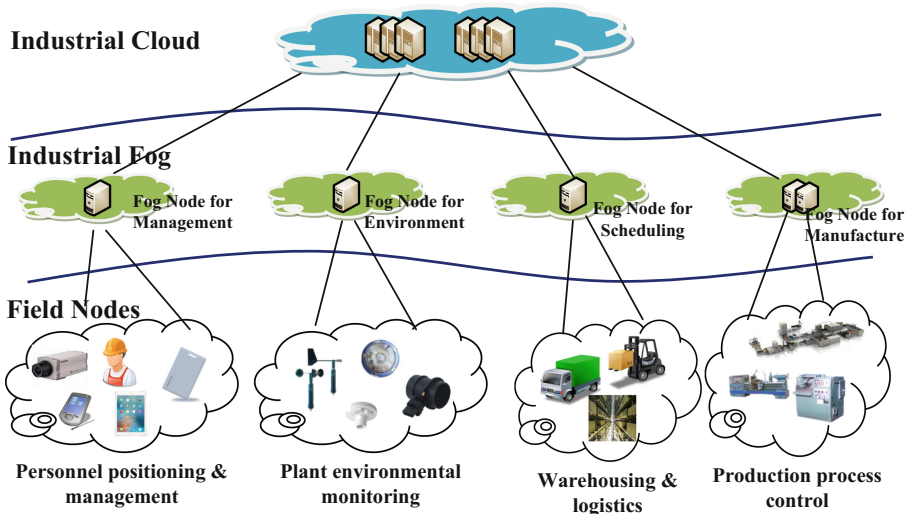 Industrial Cloud
Industrial Fog
Fog Node for
Management
Fog Node for
Environment
Fog Node for
Scheduling
Fog Node for
Manufacture
Field Nodes
Personnel positioning &
management
Plant environmental
monitoring
Warehousing &
logistics
Production process
control